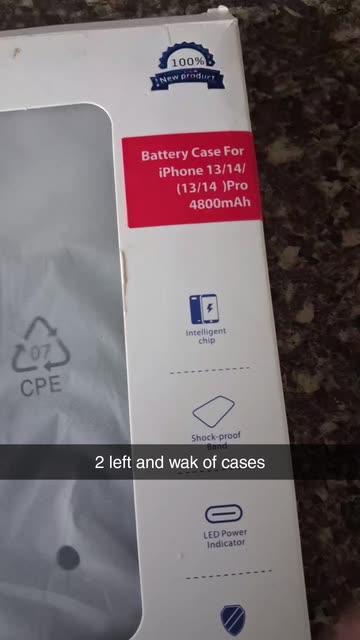 100%
New product
Battery Case For
iPhone 13/14/
(13/14 )Pro
4800mAh
Intelligent
chip
07
CPE
Shock-proof
Band
2 left and wak of cases
LED Power
Indicator